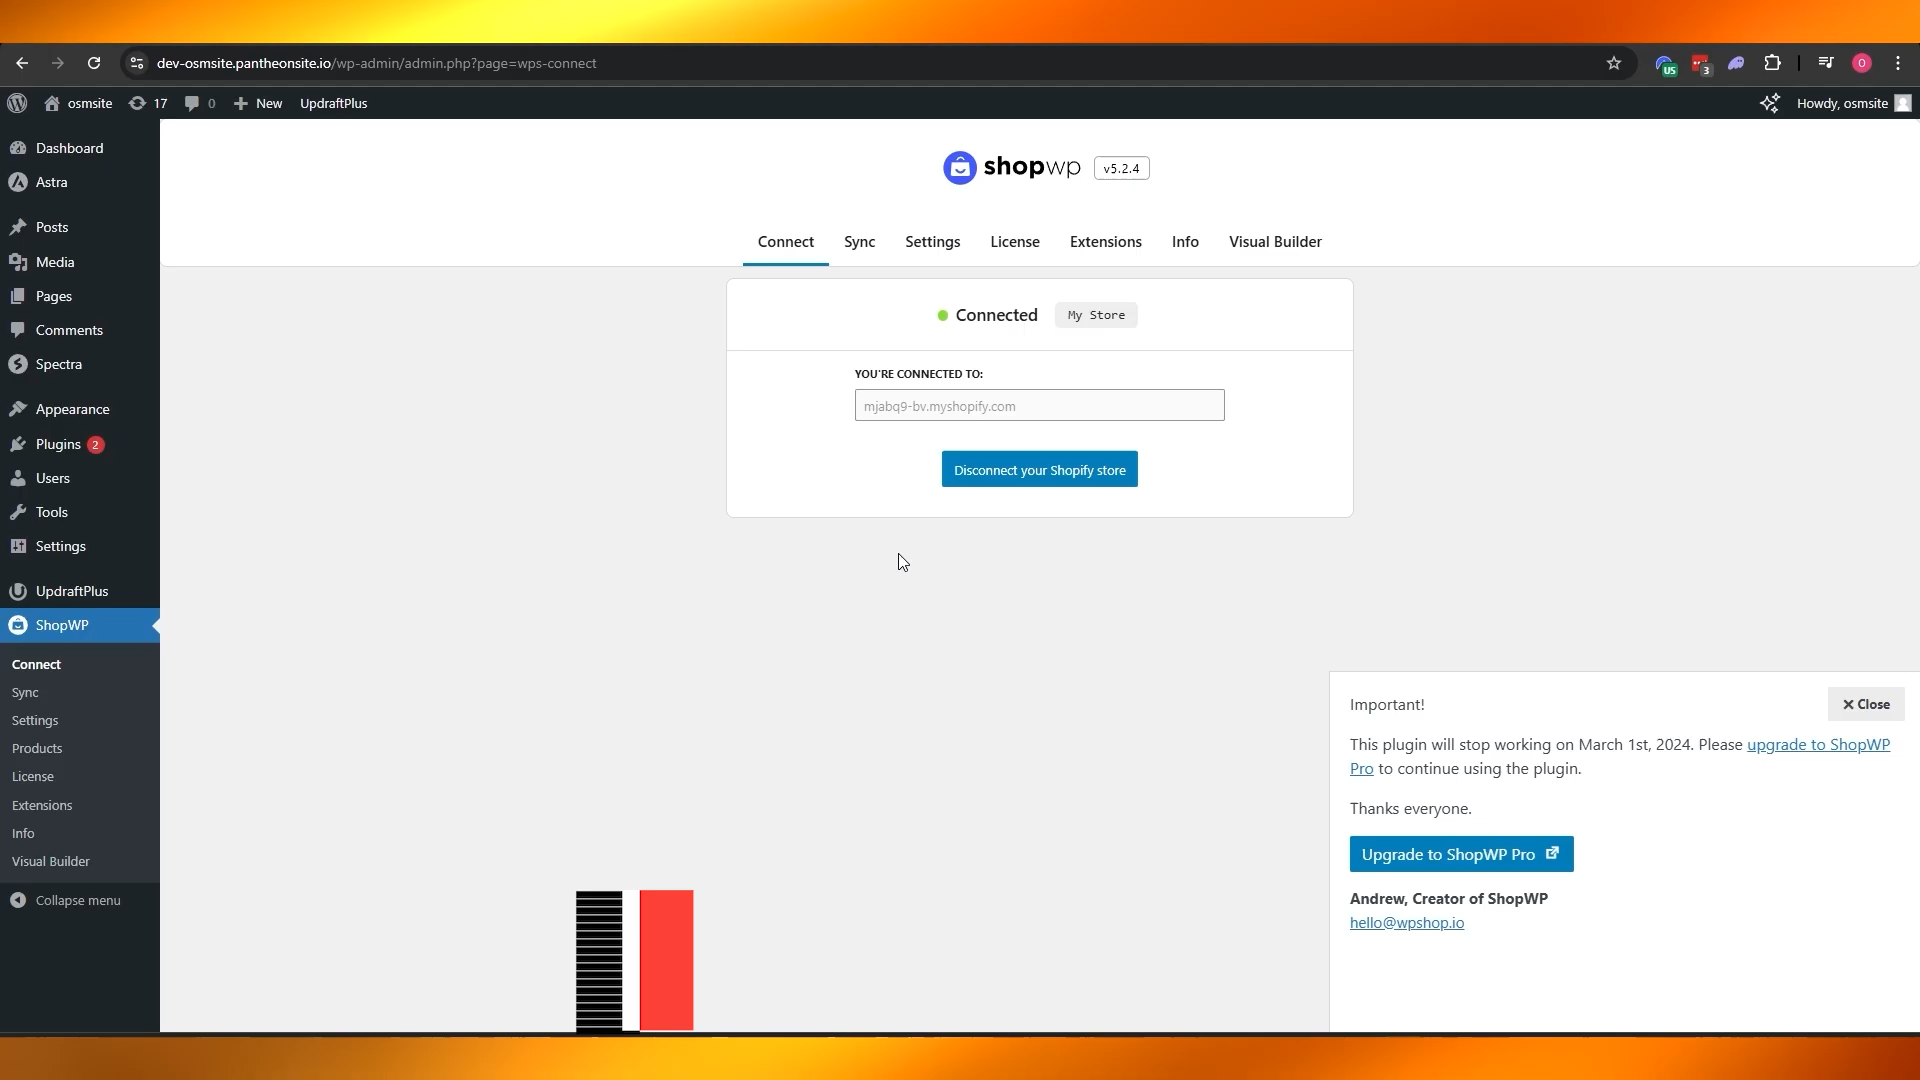 dev-osmsite.pantheonsite.io/wp-admin/admin.php?page=wps-connect
US
3
O
osmsite
17
0
New
UpdraftPlus
Howdy, osmsite
Dashboard
Astra
Posts
Media
Pages
Comments
Spectra
Appearance
Plugins 2
Users
Tools
Settings
UpdraftPlus
ShopWP
Connect
Sync
Settings
Products
License
Extensions
Info
Visual Builder
Collapse menu
shopwp v5.2.4
Connect Sync Settings License Extensions Info Visual Builder
Connected My Store
YOU'RE CONNECTED TO:
mjabq9-bv.myshopify.com
Disconnect your Shopify store
Important!
Close
This plugin will stop working on March 1st, 2024. Please upgrade to ShopWP
Pro to continue using the plugin.
Thanks everyone.
Upgrade to ShopWP Pro
Andrew, Creator of ShopWP
hello@wpshop.io